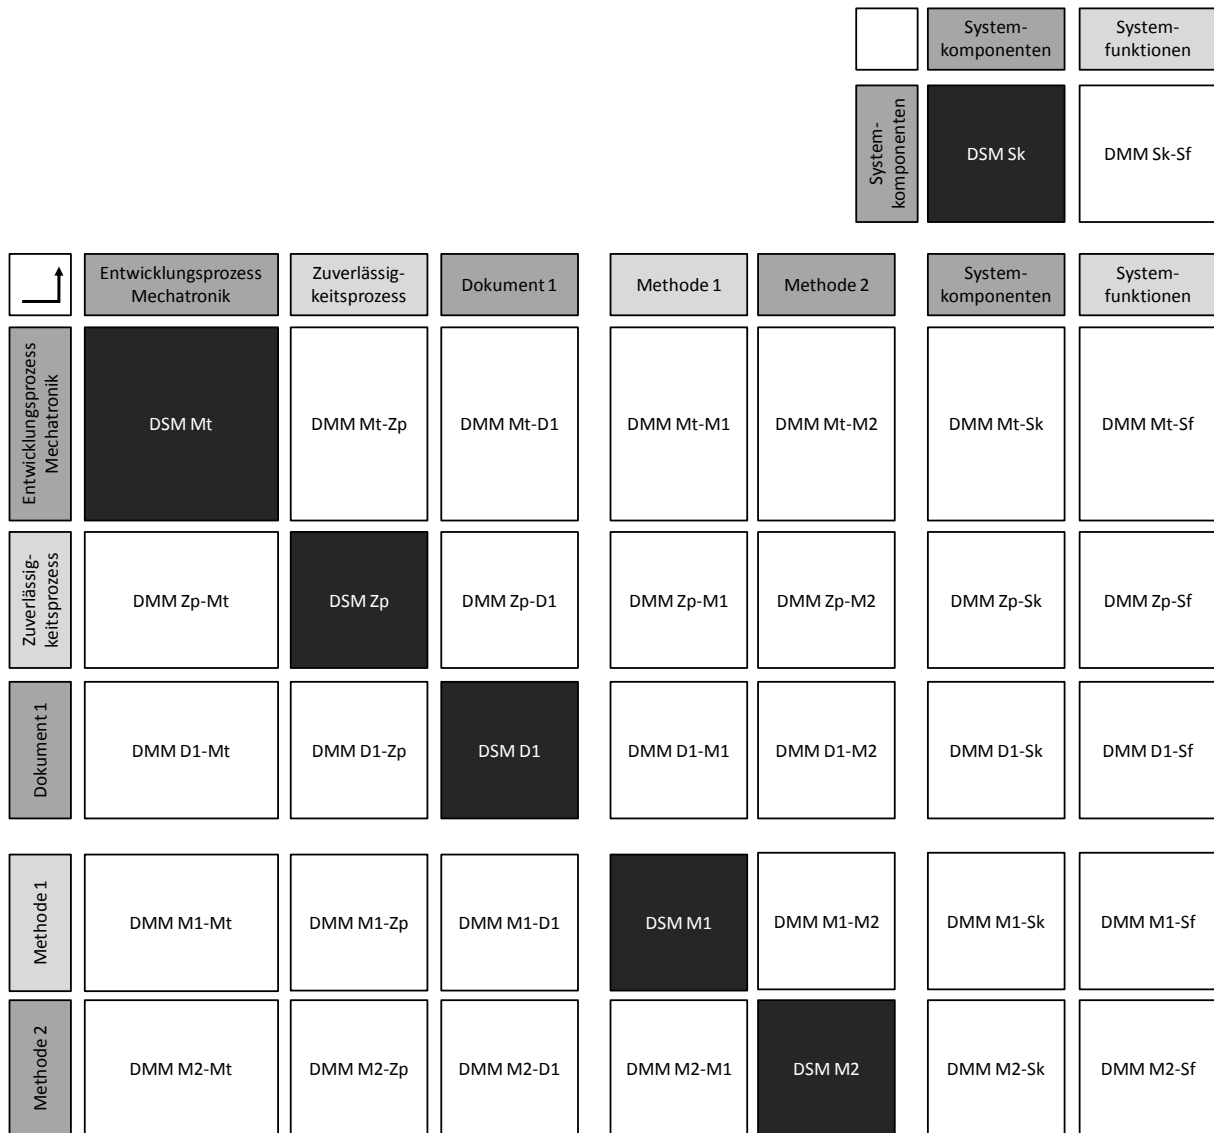 System-
komponenten
System-
funktionen
System-
komponenten
DSM Sk
DMM Sk-Sf
Entwicklungsprozess
Mechatronik
Zuverlässig-
keitsprozess
Dokument 1
Methode 1
Methode 2
System-
komponenten
System-
funktionen
Entwicklungsprozess
Mechatronik
DSM Mt
DMM Mt-Zp
DMM Mt-D1
DMM Mt-M1
DMM Mt-M2
DMM Mt-Sk
DMM Mt-Sf
Zuverlässig-
keitsprozess
DMM Zp-Mt
DSM Zp
DMM Zp-D1
DMM Zp-M1
DMM Zp-M2
DMM Zp-Sk
DMM Zp-Sf
Dokument 1
DMM D1-Mt
DMM D1-Zp
DSM D1
DMM D1-M1
DMM D1-M2
DMM D1-Sk
DMM D1-Sf
Methode 1
DMM M1-Mt
DMM M1-Zp
DMM M1-D1
DSM M1
DMM M1-M2
DMM M1-Sk
DMM M1-Sf
Methode 2
DMM M2-Mt
DMM M2-Zp
DMM M2-D1
DMM M2-M1
DSM M2
DMM M2-Sk
DMM M2-Sf